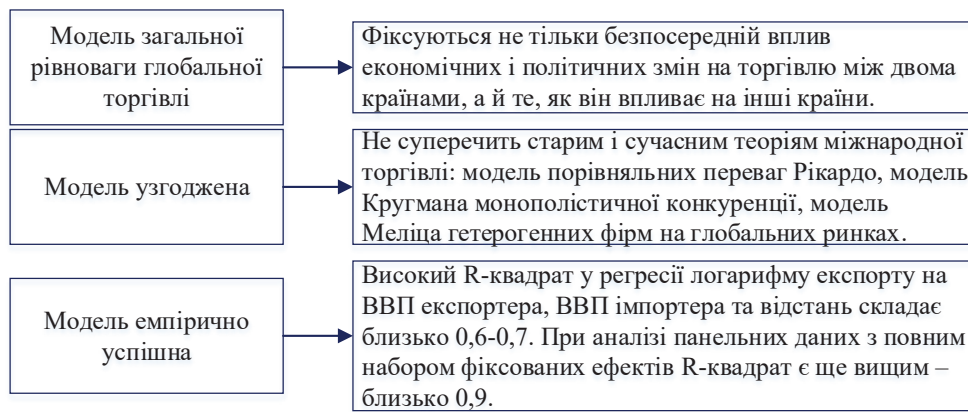 Модель загальної
рівноваги глобальної
торгівлі
Фіксуються не тільки безпосередній вплив
економічних і політичних змін на торгівлю між двома
країнами, а й те, як він впливає на інші країни.
Модель узгоджена
Не суперечить старим і сучасним теоріям міжнародної
торгівлі: модель порівняльних переваг Рікардо, модель
Кругмана монополістичної конкуренції, модель
Меліца гетерогенних фірм на глобальних ринках.
Модель емпірично
успішна
Високий R-квадрат у регресії логарифму експорту на
ВВП експортера, ВВП імпортера та відстань складає
близько 0,6-0,7. При аналізі панельних даних з повним
набором фіксованих ефектів R-квадрат є ще вищим –
близько 0,9.